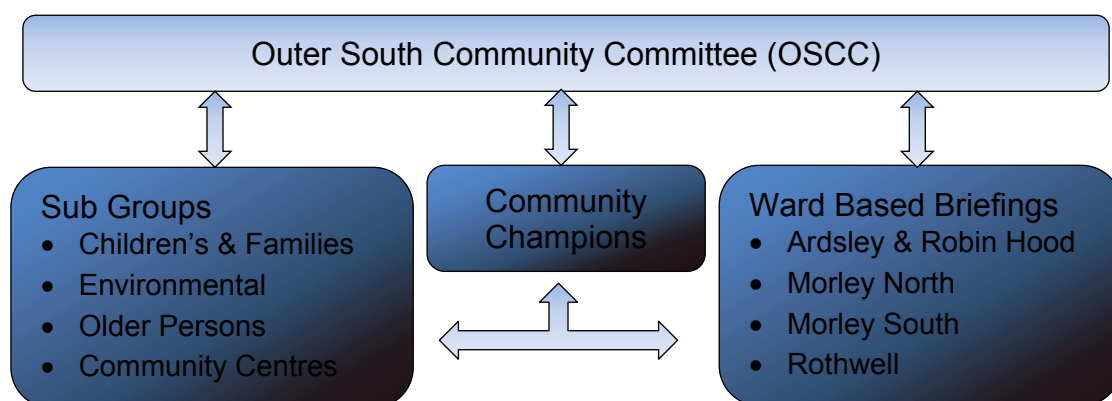 Outer South Community Committee (OSCC)
Sub Groups
• Children’s & Families
• Environmental
• Older Persons
• Community Centres
Community
Champions
Ward Based Briefings
• Ardsley & Robin Hood
• Morley North
• Morley South
• Rothwell